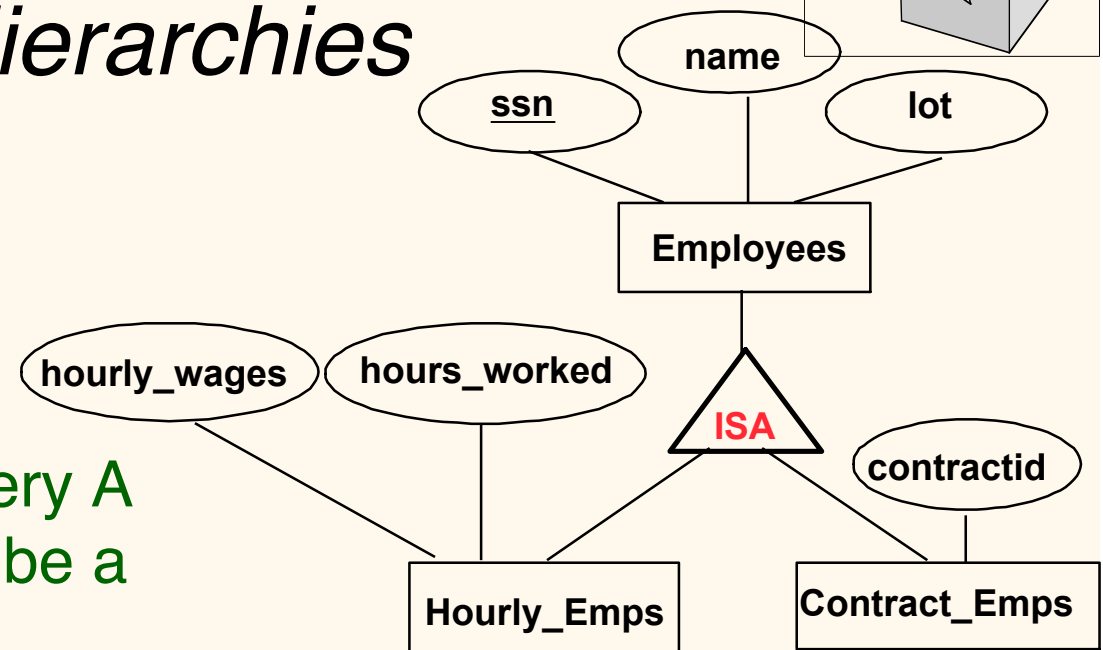 ierarchies
name
ssn
lot
Employees
hourly_wages
hours_worked
ISA
contractid
ery A
be a
Hourly_Emps
Contract_Emps